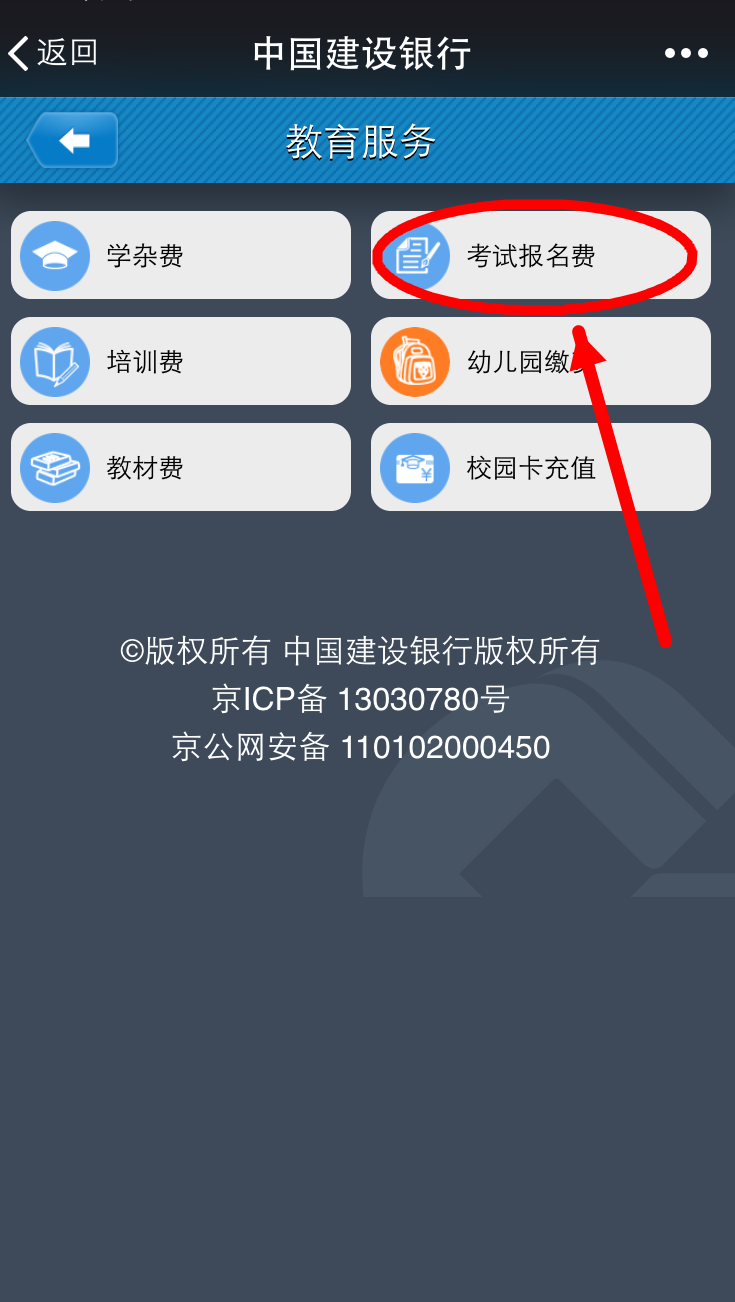 返回
中国建设银行
教育服务
学杂费
考试报名费
培训费
幼儿园缴
教材费
校园卡充值
©版权所有 中国建设银行版权所有
京ICP备 13030780号
京公网安备 110102000450